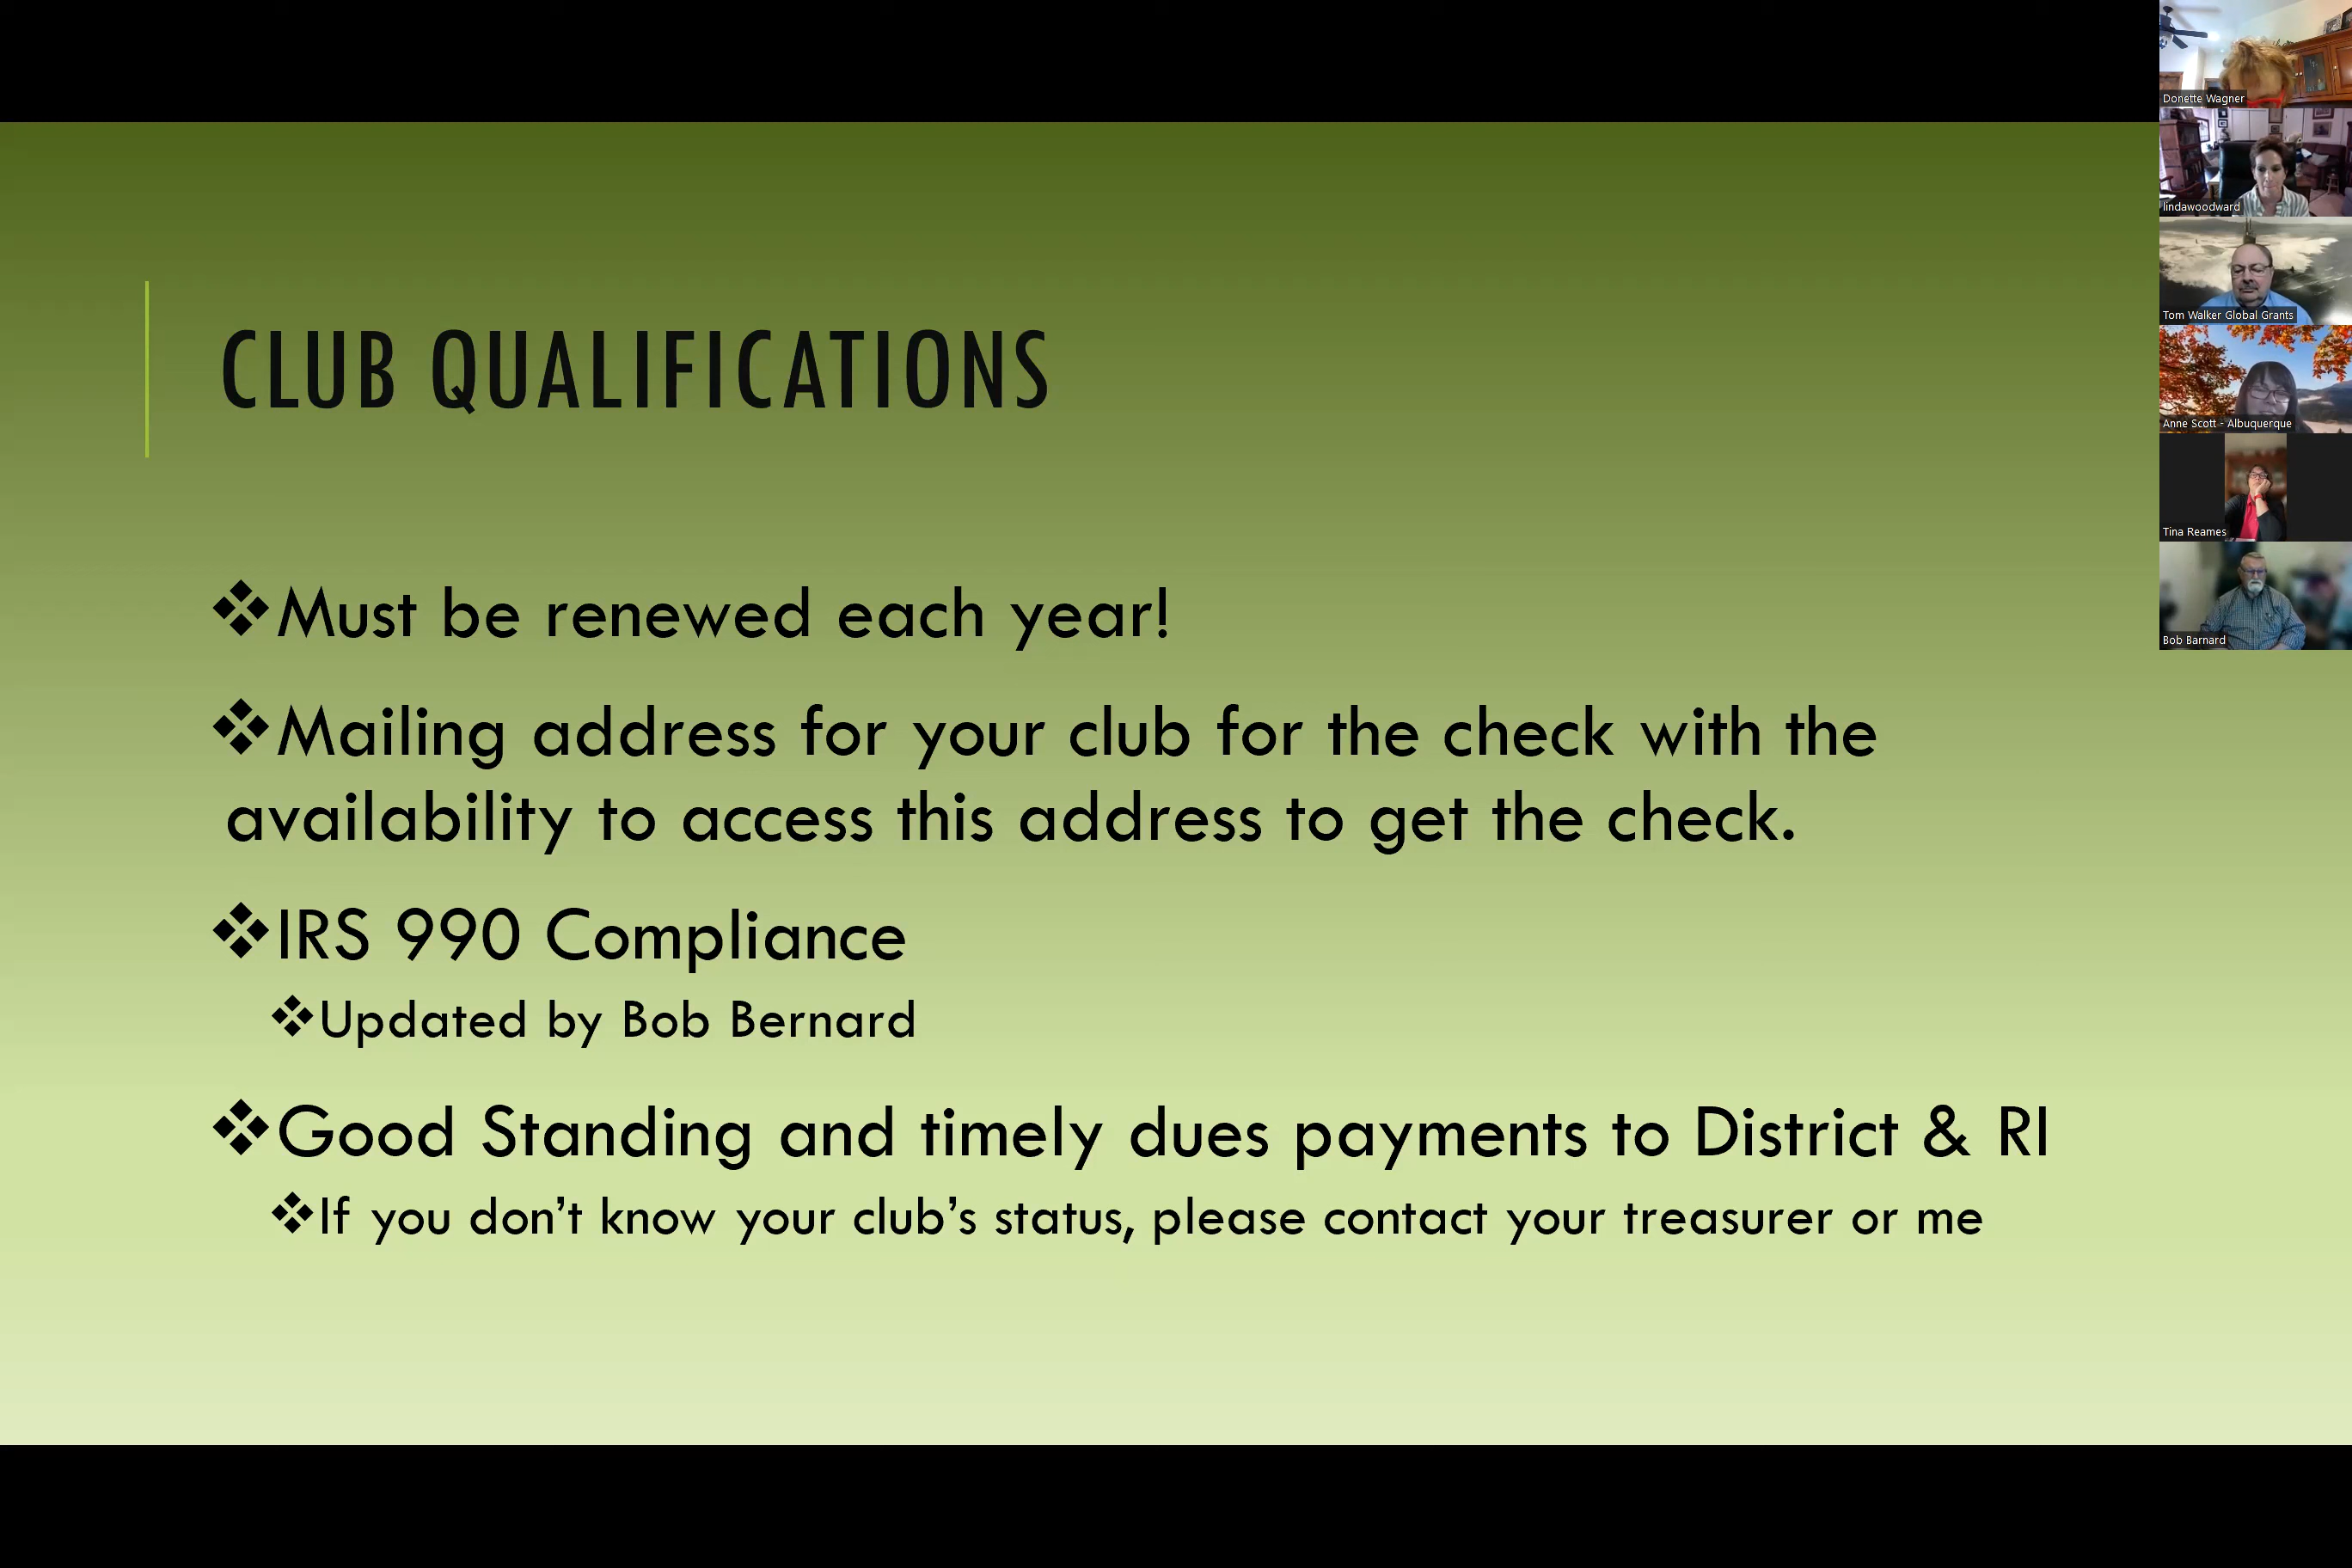 CLUB QUALIFICATIONS
❖Must be renewed each year!
❖Mailing address for your club for the check with the
availability to access this address to get the check.
❖IRS 990 Compliance
❖Updated by Bob Bernard
❖Good Standing and timely dues payments to District & RI
❖If you don’t know your club’s status, please contact your treasurer or me
Donette Wagner
lindawoodward
Tom Walker Global Grants
Anne Scott - Albuquerque
Tina Reames
Bob Barnard